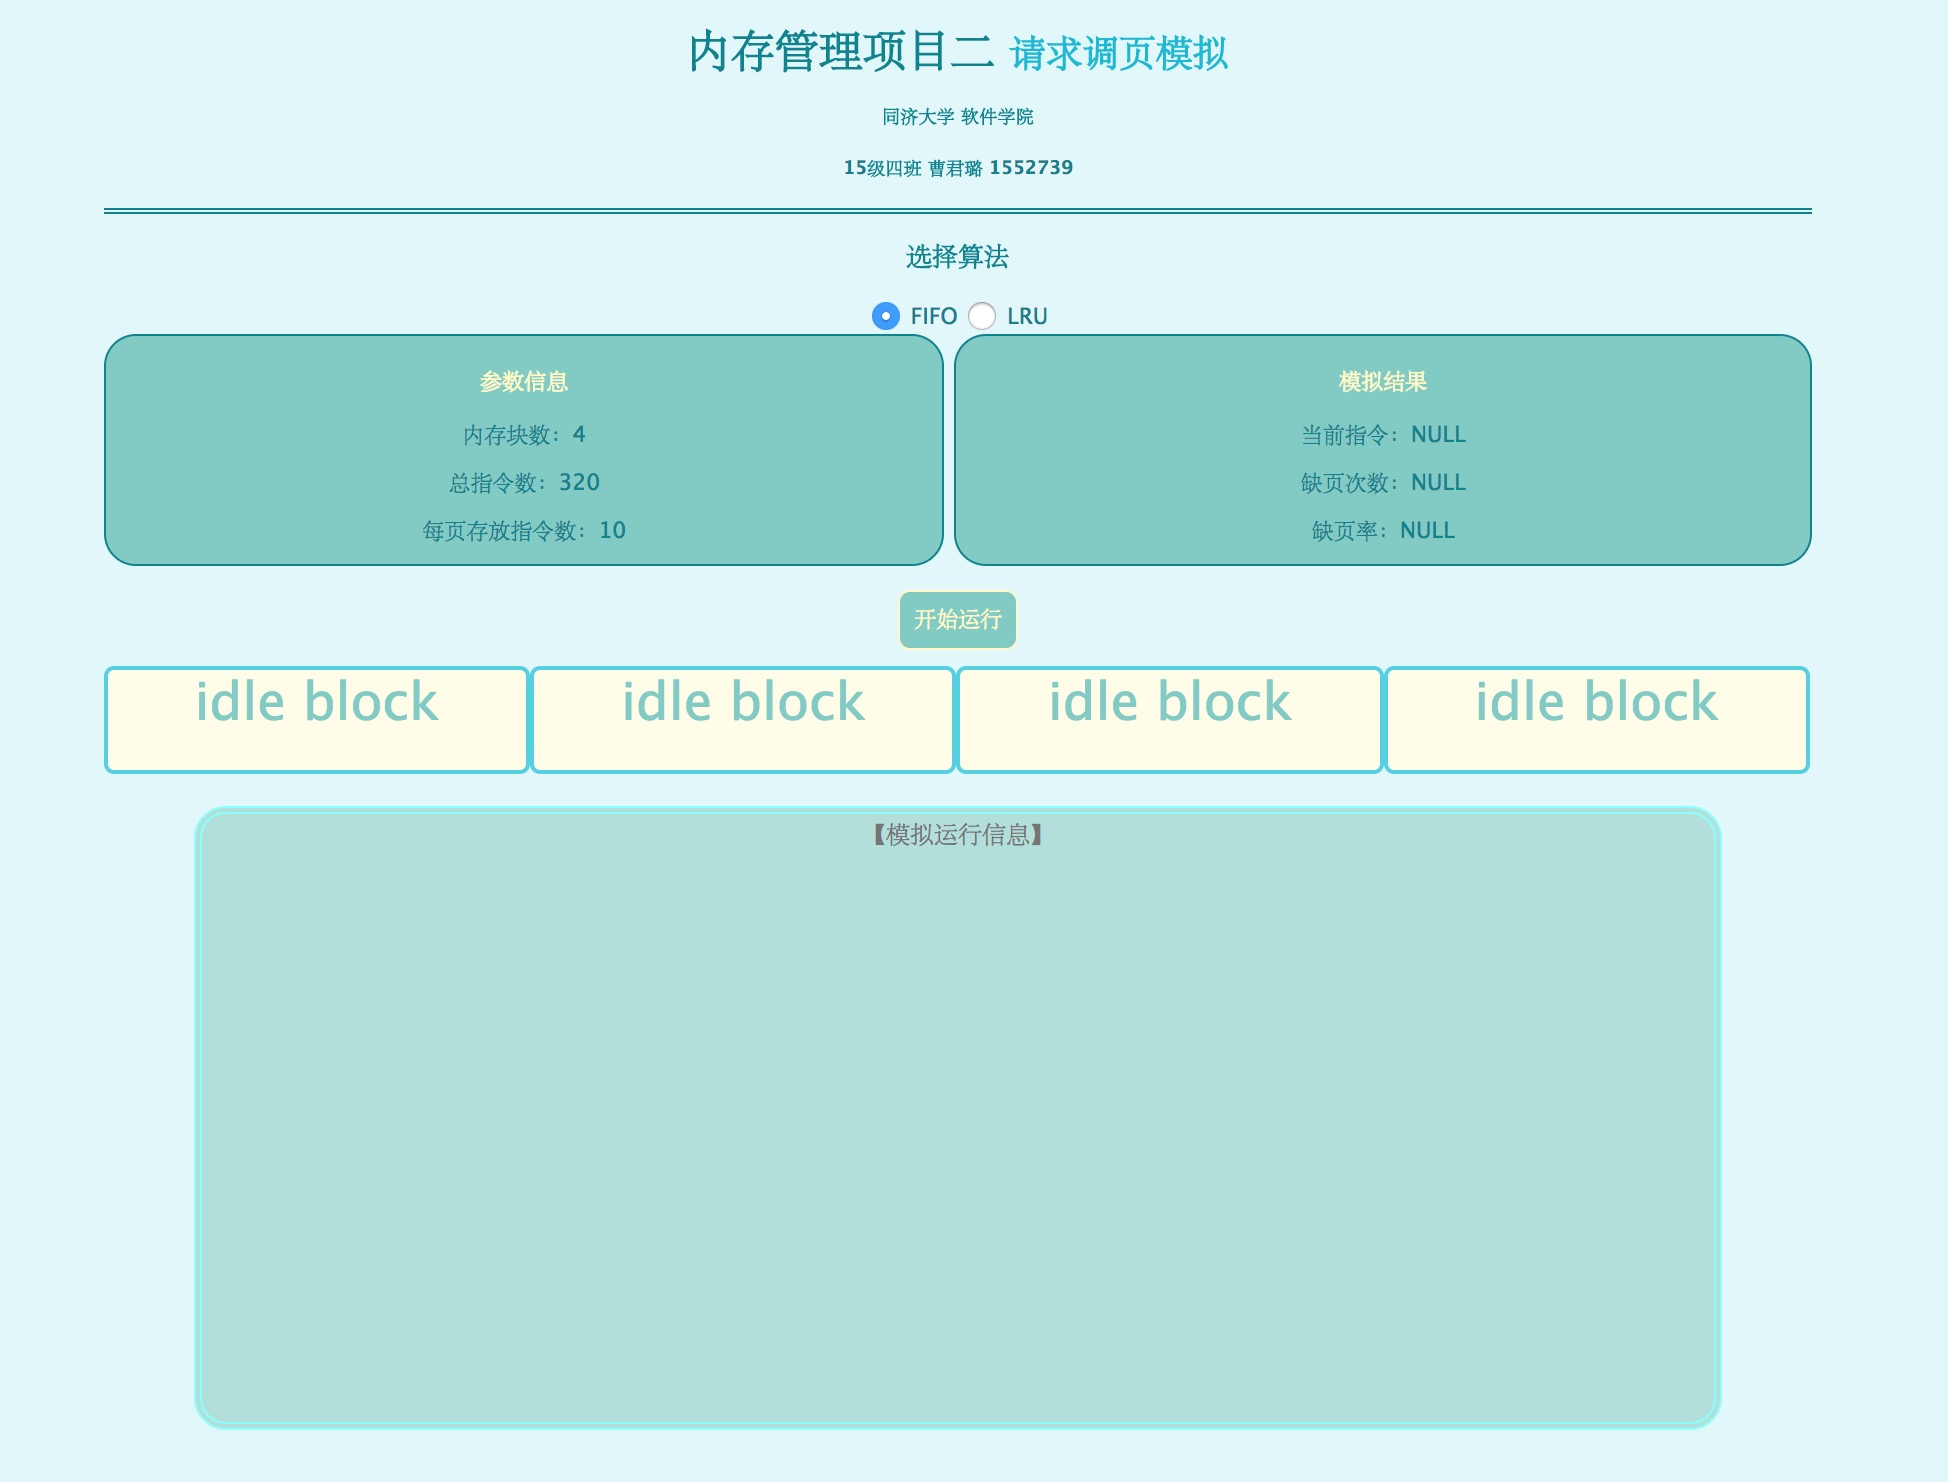 内存管理项目二 请求调页模拟
同济大学 软件学院
15级四班 曹君璐 1552739
选择算法
FIFO LRU
参数信息
内存块数：4
总指令数：320
每页存放指令数：10
模拟结果
当前指令：NULL
缺页次数：NULL
缺页率：NULL
开始运行
idle block idle block idle block idle block
【模拟运行信息】